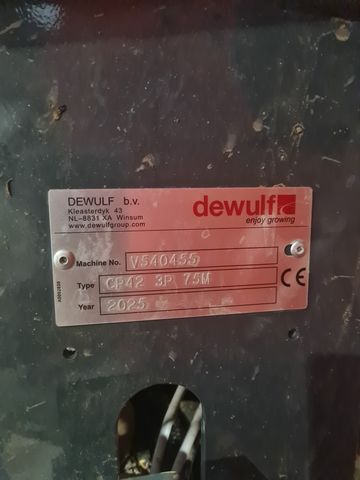 DEWULF b.v.
Kleasterdyk 43
NL-8831 XA Winsum
www.dewulfgroup.com
dewulf
enjoy growing
Machine No. V540455
Type CP42 3P 75M
Year 2025
CE